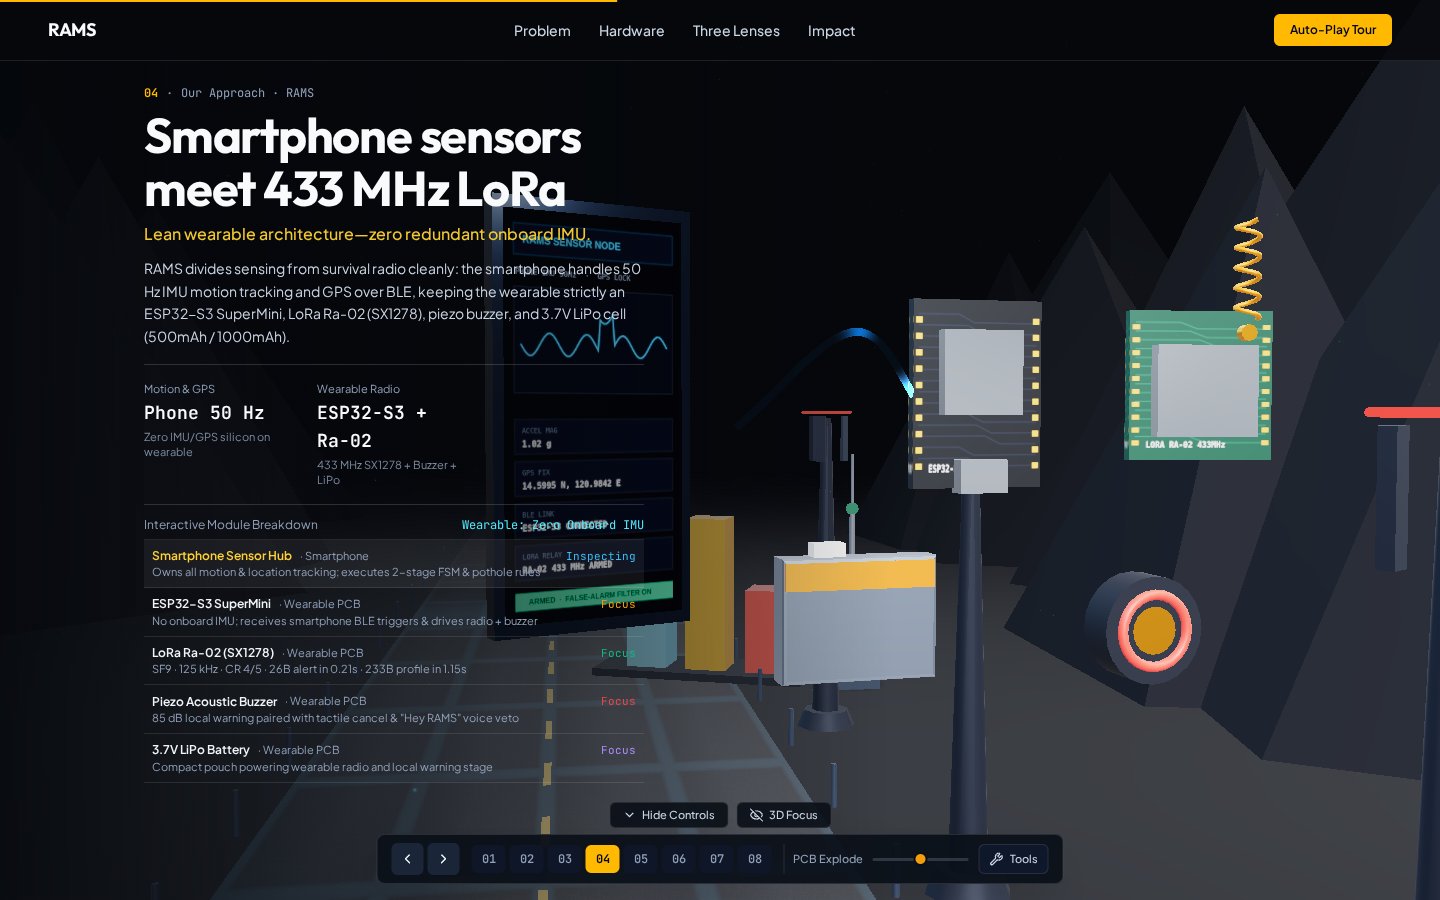 RAMS
Problem
Hardware
Three Lenses
Impact
Auto-Play Tour
04 · Our Approach · RAMS
Smartphone sensors
meet 433 MHz LoRa
Lean wearable architecture—zero redundant onboard IMU.
RAMS divides sensing from survival radio cleanly: the smartphone handles 50
Hz IMU motion tracking and GPS over BLE, keeping the wearable strictly an
ESP32-S3 SuperMini, LoRa Ra-02 (SX1278), piezo buzzer, and 3.7V LiPo cell
(500mAh / 1000mAh).
Motion & GPS
Phone 50 Hz
Zero IMU/GPS silicon on
wearable
Wearable Radio
ESP32-S3 +
Ra-02
433 MHz SX1278 + Buzzer +
LiPo
Interactive Module Breakdown
Wearable: Zero Onboard IMU
Smartphone Sensor Hub · Smartphone
Inspecting
Owns all motion & location tracking; executes 2-stage FSM & pothole rules
ESP32-S3 SuperMini · Wearable PCB
Focus
No onboard IMU; receives smartphone BLE triggers & drives radio + buzzer
LoRa Ra-02 (SX1278) · Wearable PCB
Focus
SF9 · 125 kHz · CR 4/5 · 26B alert in 0.21s · 233B profile in 1.15s
Piezo Acoustic Buzzer · Wearable PCB
Focus
85 dB local warning paired with tactile cancel & "Hey RAMS" voice veto
3.7V LiPo Battery · Wearable PCB
Focus
Compact pouch powering wearable radio and local warning stage
RAMS SENSOR NODE
GPS LOCK
ACCEL MAG
1.02 g
GPS FIX
14.5995 N, 120.9842 E
BLE LINK
LORA RELAY
RA-02 433 MHz ARMED
ARMED · FALSE-ALARM FILTER ON
ESP32-
LORA RA-02 433MHz
Hide Controls
3D Focus
01
02
03
04
05
06
07
08
PCB Explode
Tools